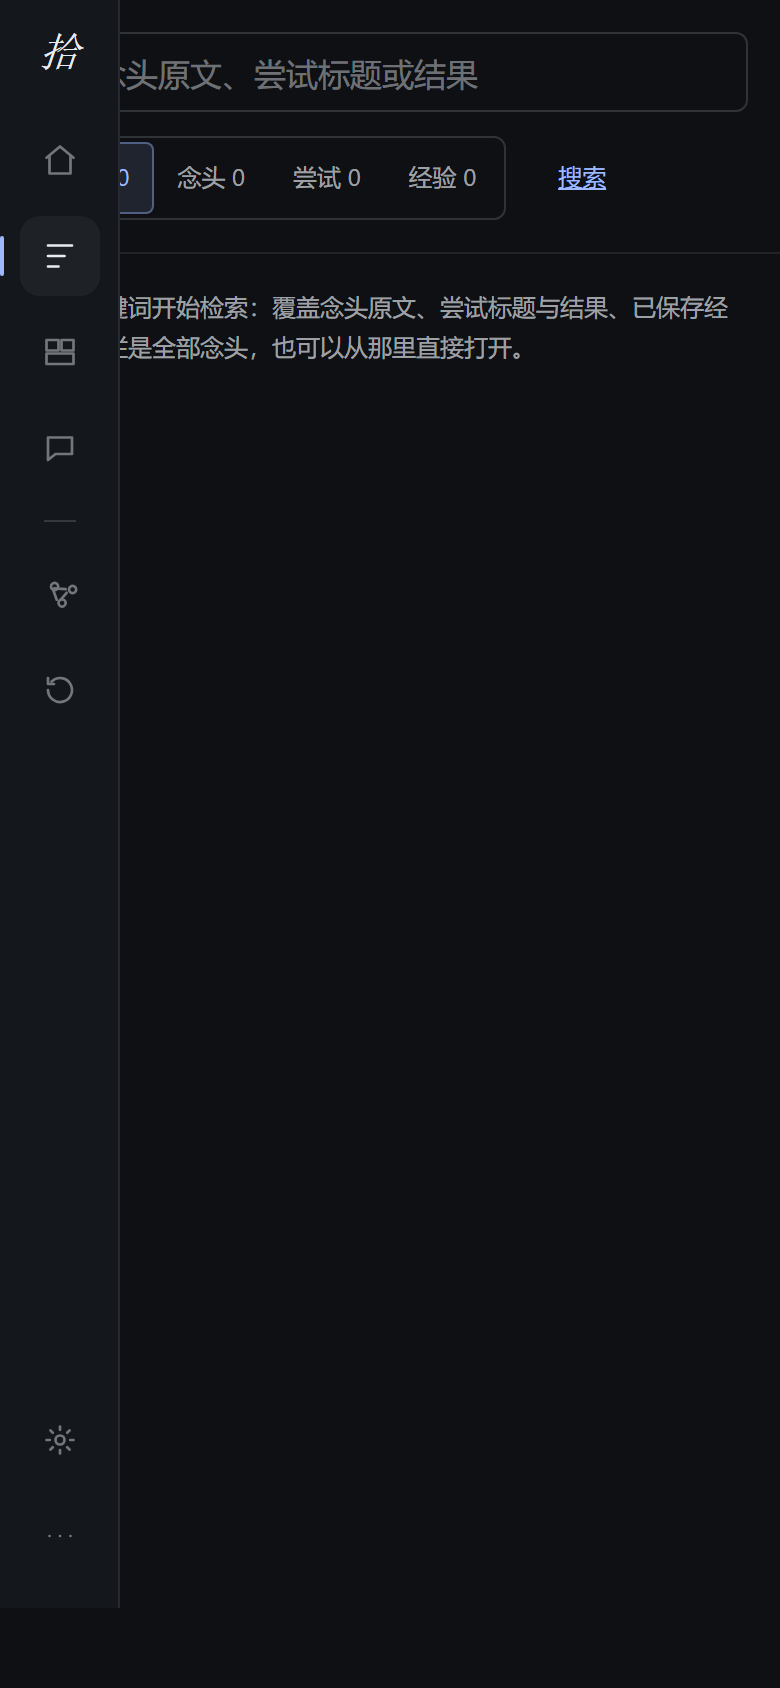 拾
头原文、尝试标题或结果
0 念头 0 尝试 0 经验 0 搜索
词开始检索：覆盖念头原文、尝试标题与结果、已保存经
是全部念头，也可以从那里直接打开。